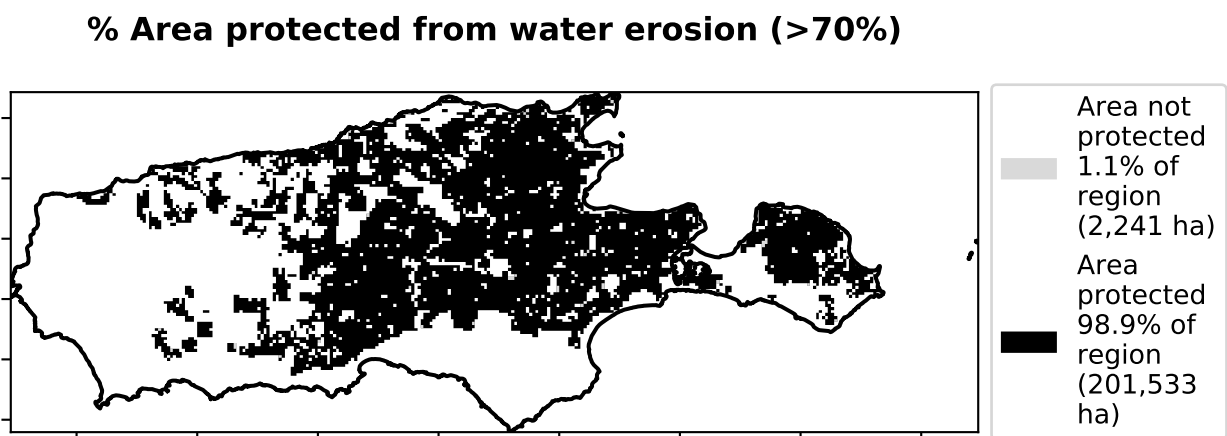 % Area protected from water erosion (>70%)
Area not
protected
1.1% of
region
(2,241 ha)
Area
protected
98.9% of
region
(201,533
ha)